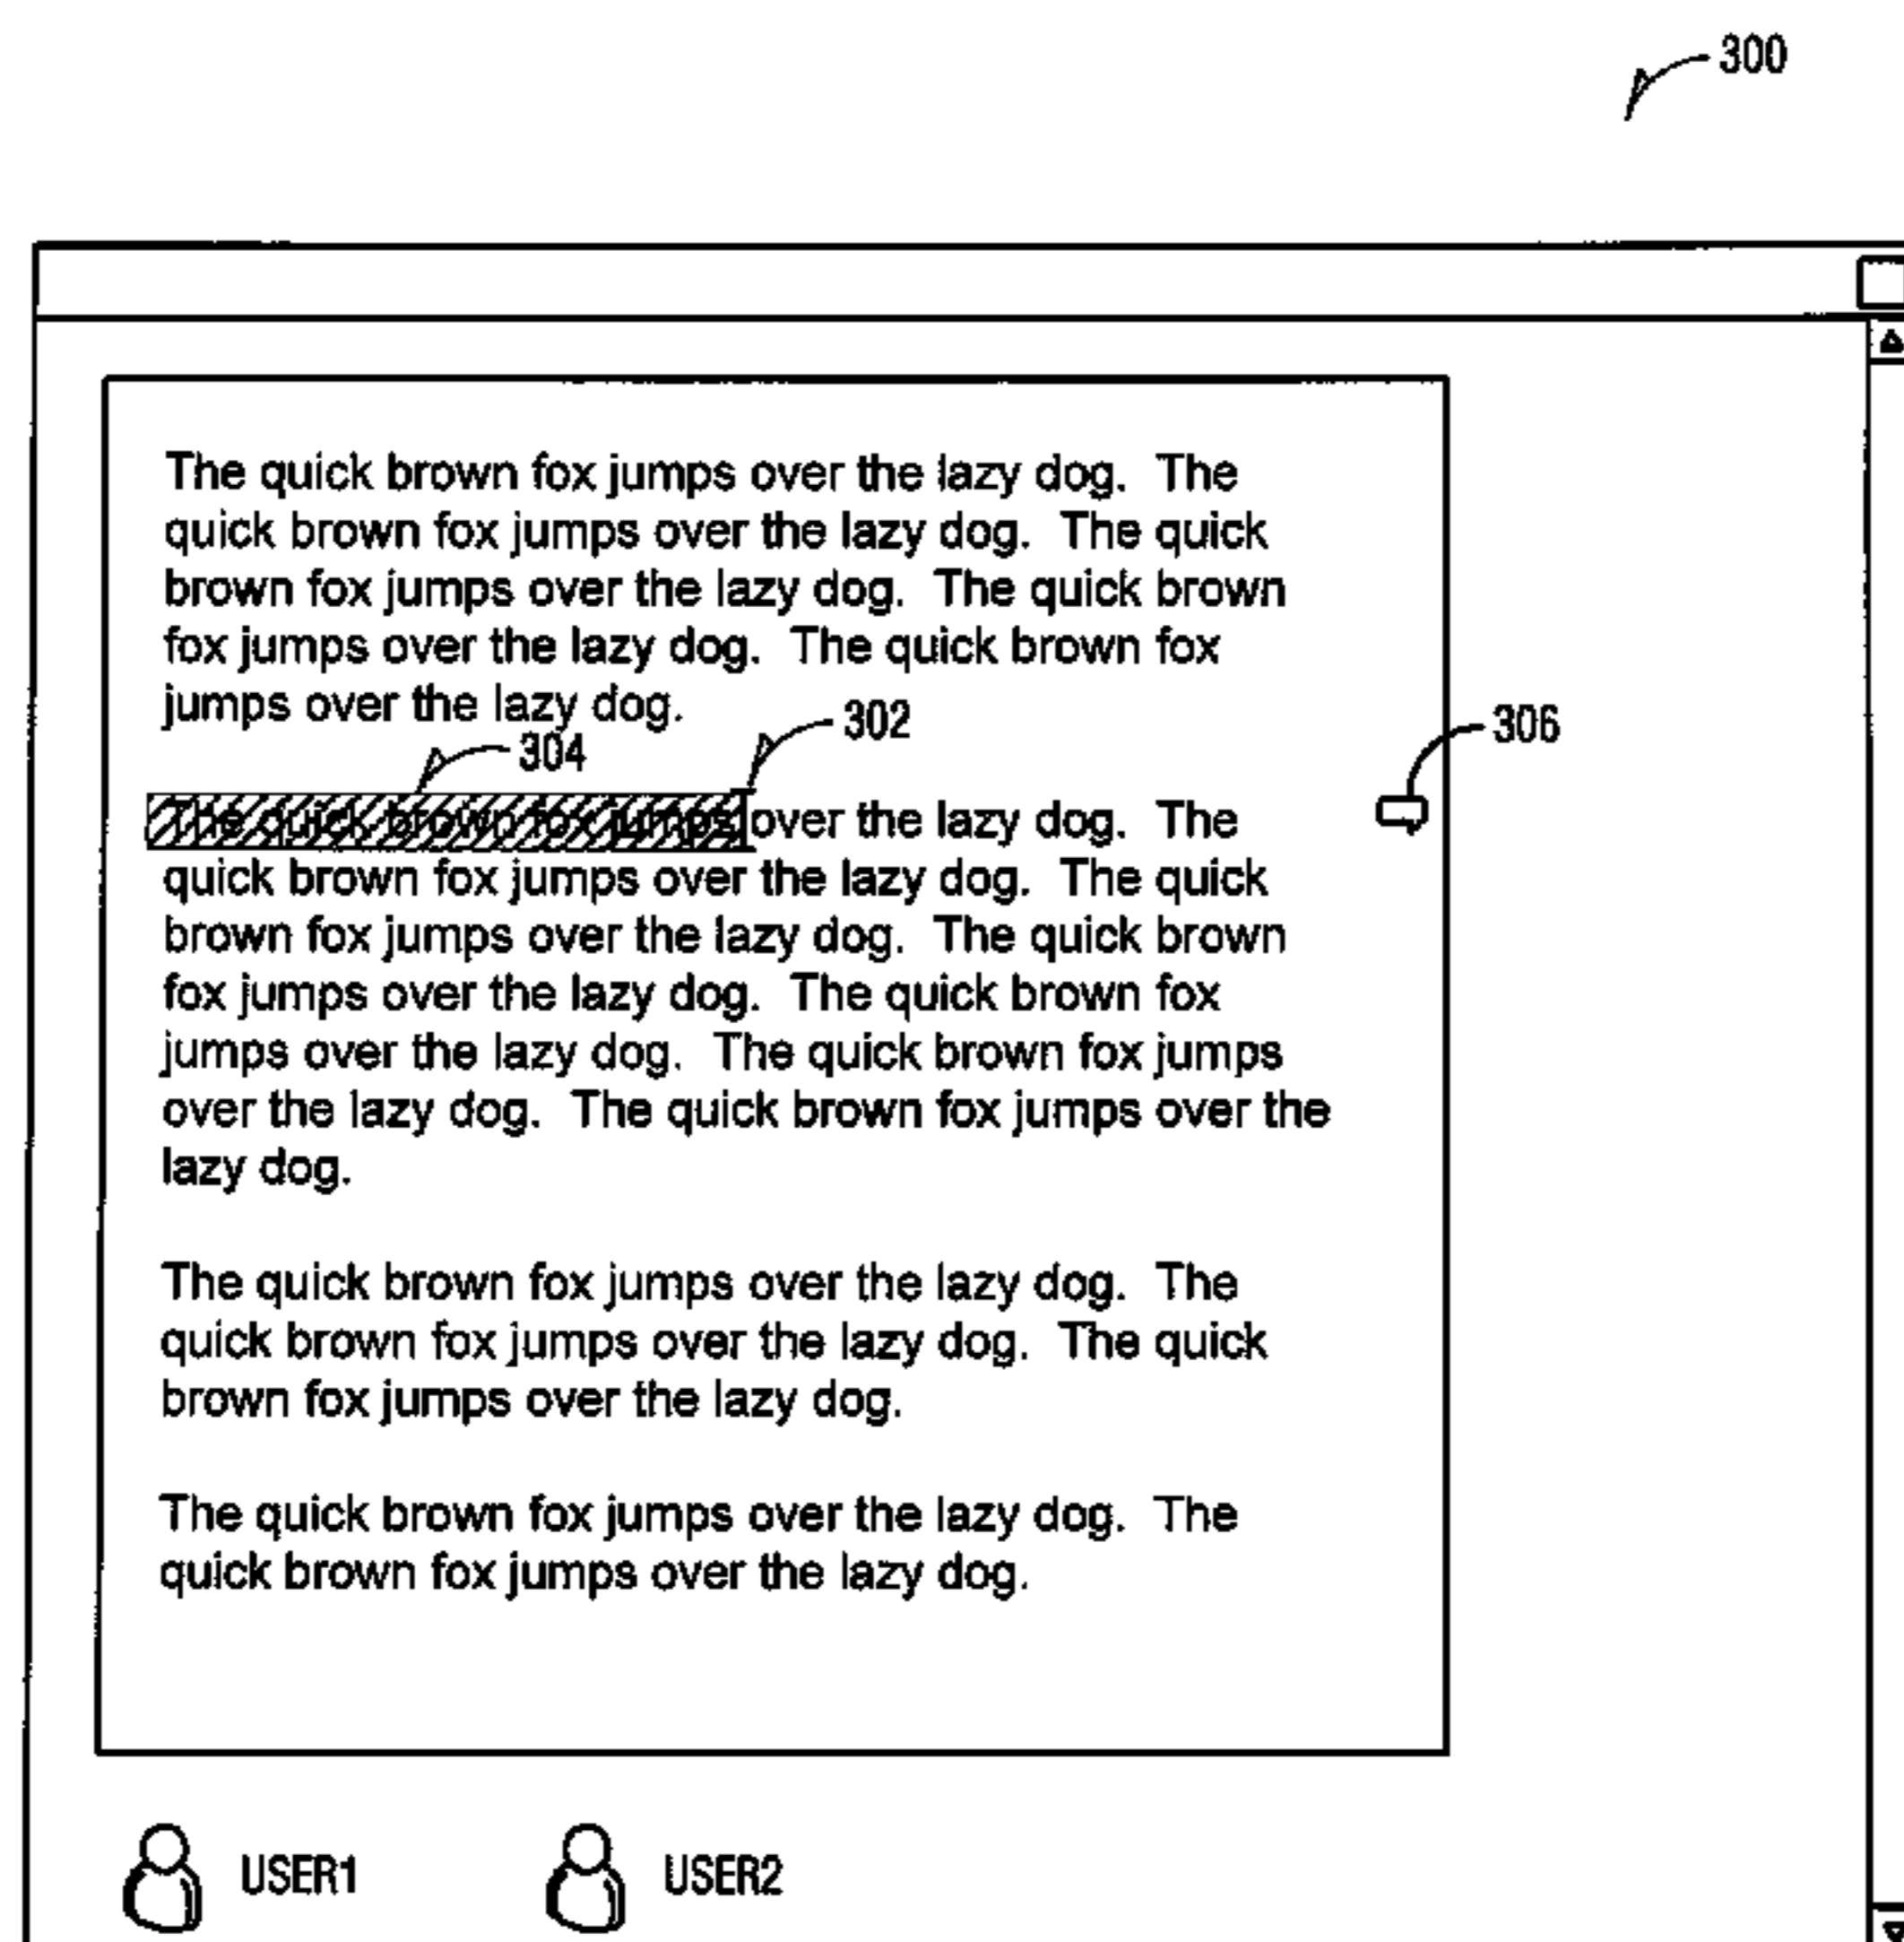 300
The quick brown fox jumps over the lazy dog.  The
quick brown fox jumps over the lazy dog.  The quick
brown fox jumps over the lazy dog.  The quick brown
fox jumps over the lazy dog.  The quick brown fox
jumps over the lazy dog.
302
306
304
The quick brown fox jumps over the lazy dog.  The
quick brown fox jumps over the lazy dog.  The quick
brown fox jumps over the lazy dog.  The quick brown
fox jumps over the lazy dog.  The quick brown fox
jumps over the lazy dog.  The quick brown fox jumps
over the lazy dog.  The quick brown fox jumps over the
lazy dog.
The quick brown fox jumps over the lazy dog.  The
quick brown fox jumps over the lazy dog.  The quick
brown fox jumps over the lazy dog.
The quick brown fox jumps over the lazy dog.  The
quick brown fox jumps over the lazy dog.
USER1 USER2